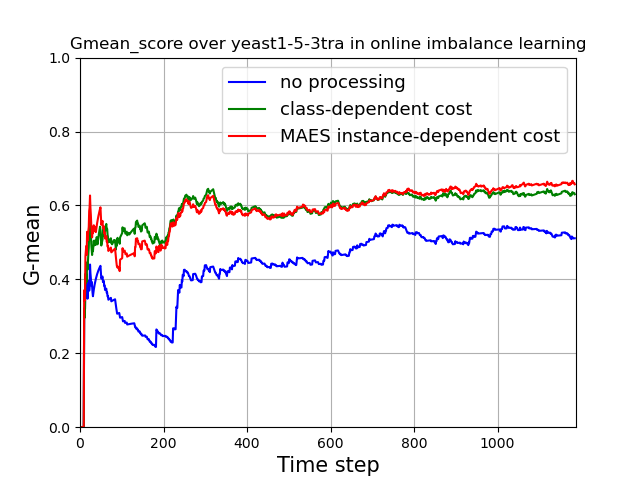 Gmean_score over yeast1-5-3tra in online imbalance learning
1.0
0.8
0.6
0.4
0.2
0.0
G-mean
no processing
class-dependent cost
MAES instance-dependent cost
0 200 400 600 800 1000
Time step